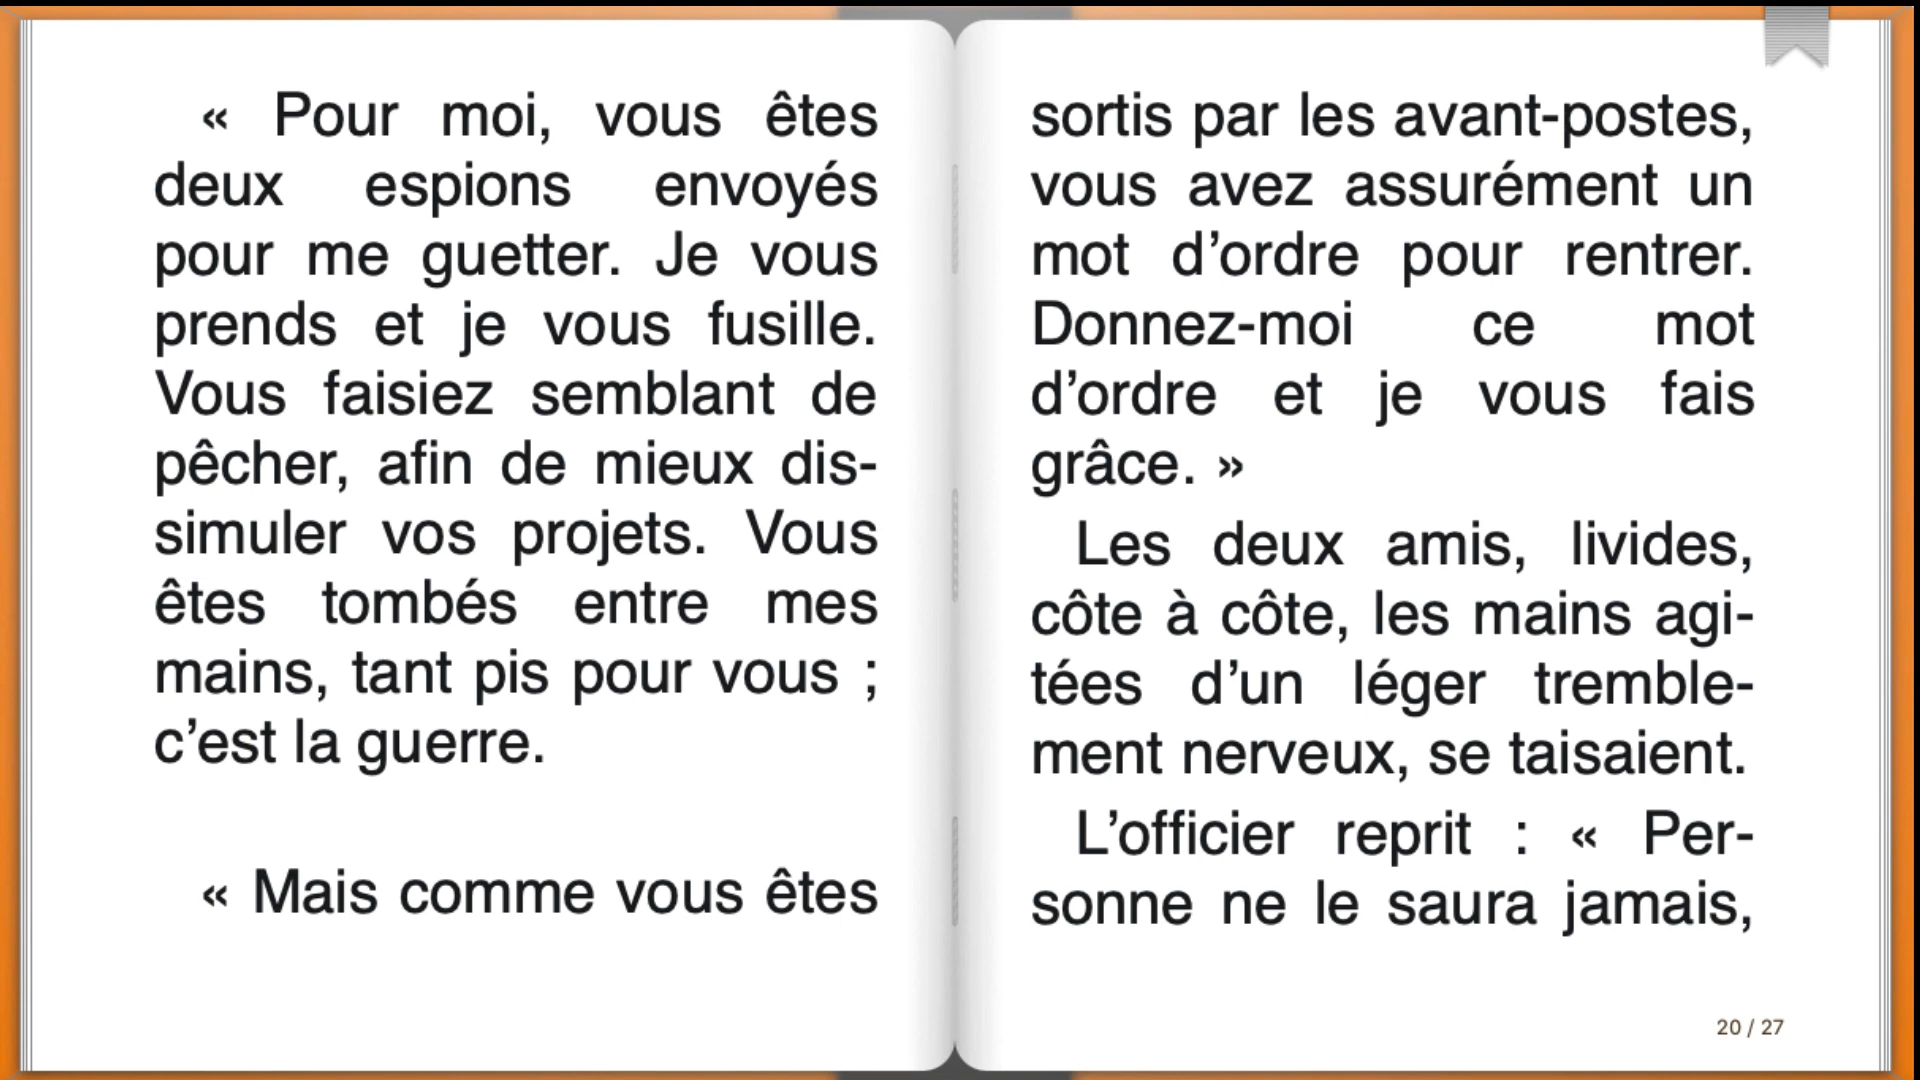 « Pour moi, vous êtes
deux espions envoyés
pour me guetter. Je vous
prends et je vous fusille.
Vous faisiez semblant de
pêcher, afin de mieux dis-
simuler vos projets. Vous
êtes tombés entre mes
mains, tant pis pour vous ;
c’est la guerre.
« Mais comme vous êtes
sortis par les avant-postes,
vous avez assurément un
mot d’ordre pour rentrer.
Donnez-moi ce mot
d’ordre et je vous fais
grâce. »
Les deux amis, livides,
côte à côte, les mains agi-
tées d’un léger tremble-
ment nerveux, se taisaient.
L’officier reprit : « Per-
sonne ne le saura jamais,
20 / 27